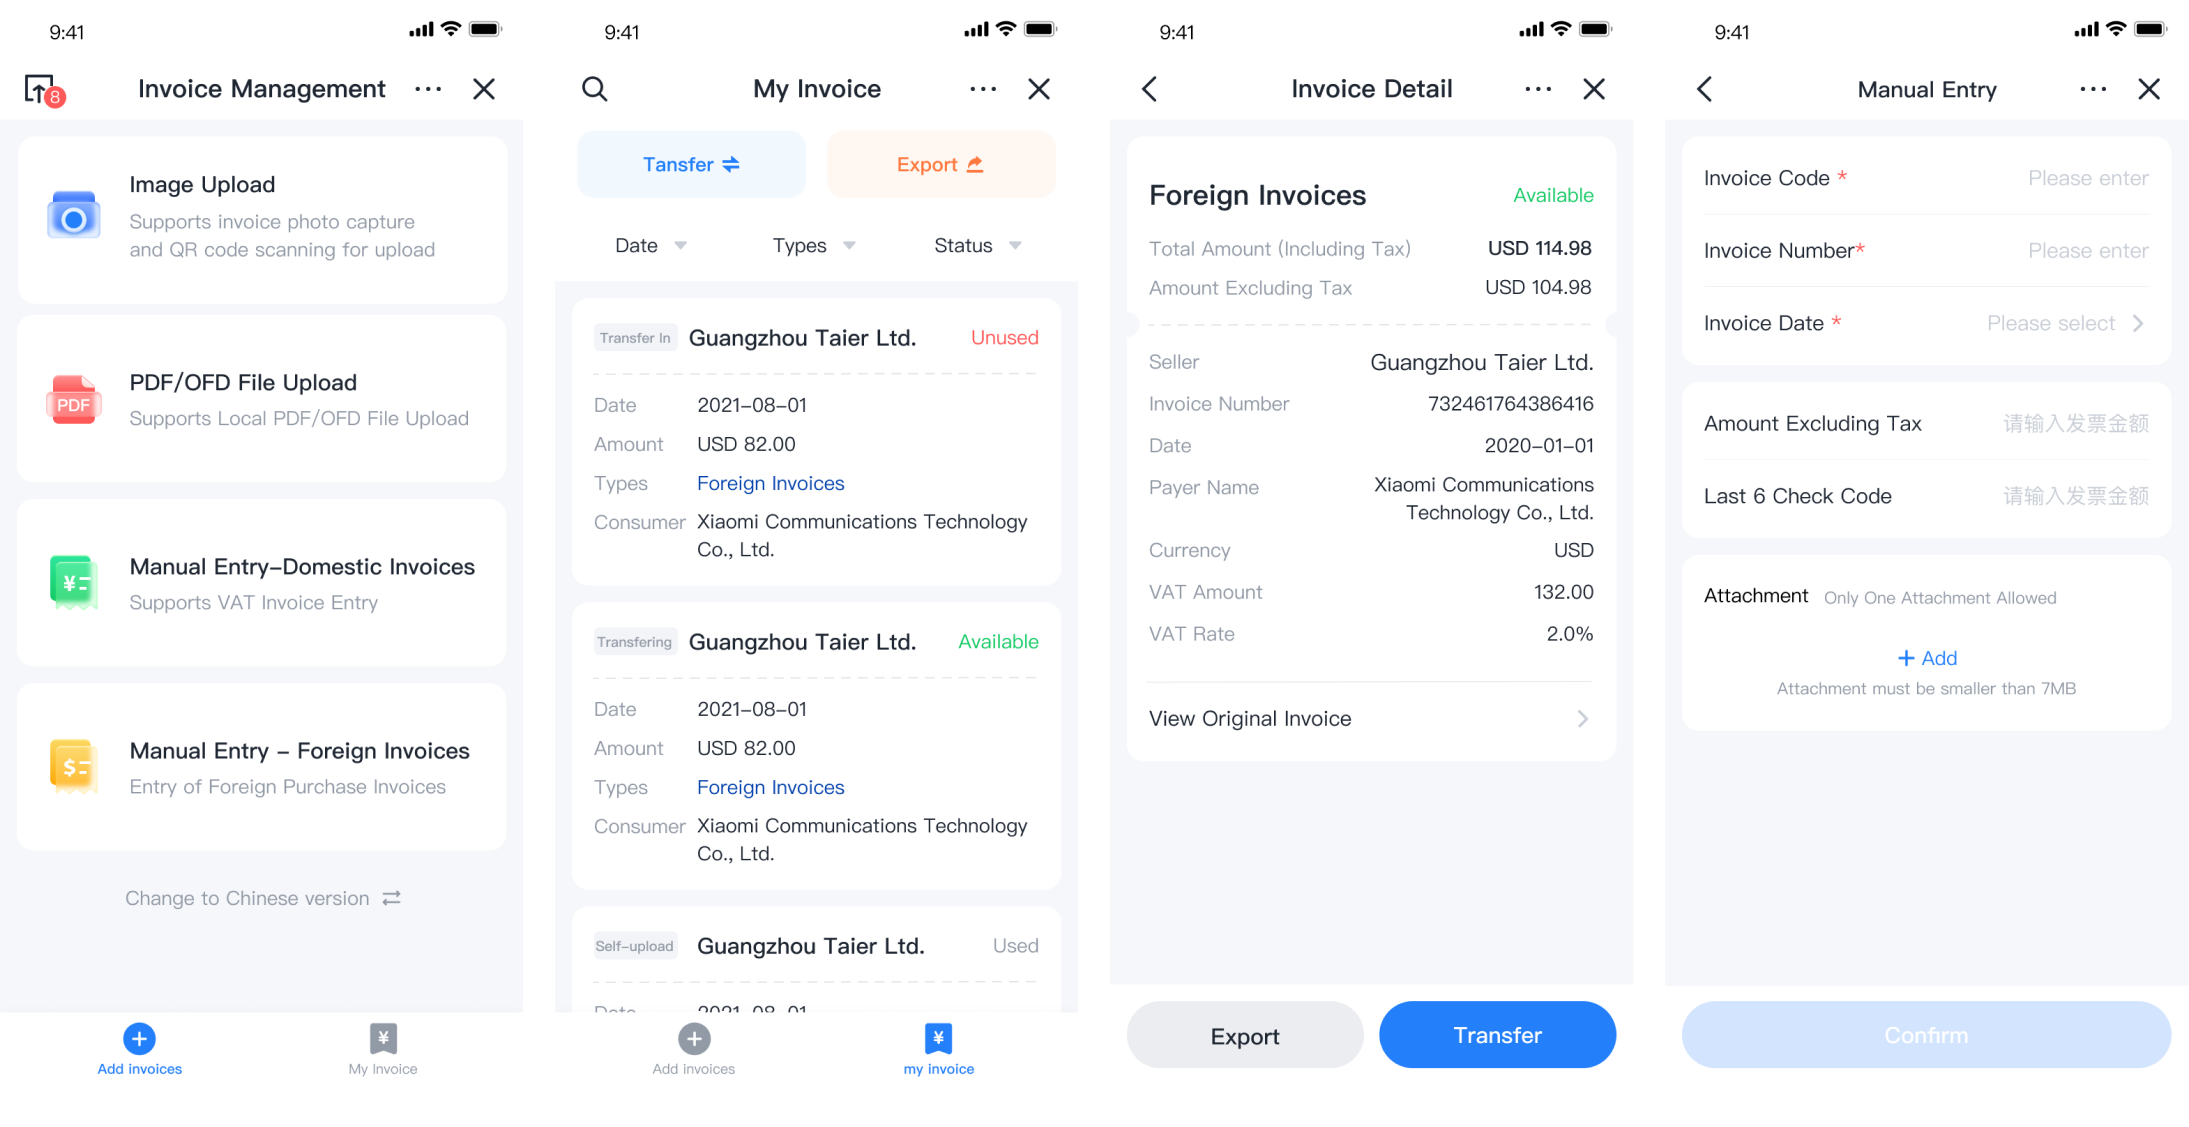 9:41
8
Invoice Management
Image Upload
Supports invoice photo capture
and QR code scanning for upload
PDF
PDF/OFD File Upload
Supports Local PDF/OFD File Upload
¥
Manual Entry–Domestic Invoices
Supports VAT Invoice Entry
$
Manual Entry – Foreign Invoices
Entry of Foreign Purchase Invoices
Change to Chinese version
Add invoices
¥
My Invoice
9:41
My Invoice
Tansfer
Export
Date
Types
Status
Transfer In
Guangzhou Taier Ltd.
Unused
Date
2021–08–01
Amount
USD 82.00
Types
Foreign Invoices
Consumer
Xiaomi Communications Technology
Co., Ltd.
Transfering
Guangzhou Taier Ltd.
Available
Date
2021–08–01
Amount
USD 82.00
Types
Foreign Invoices
Consumer
Xiaomi Communications Technology
Co., Ltd.
Self–upload
Guangzhou Taier Ltd.
Used
Date
2021–08–01
Add invoices
¥
my invoice
9:41
Invoice Detail
Foreign Invoices
Available
Total Amount (Including Tax)
USD 114.98
Amount Excluding Tax
USD 104.98
Seller
Guangzhou Taier Ltd.
Invoice Number
732461764386416
Date
2020–01–01
Payer Name
Xiaomi Communications
Technology Co., Ltd.
Currency
USD
VAT Amount
132.00
VAT Rate
2.0%
View Original Invoice
Export
Transfer
9:41
Manual Entry
Invoice Code *
Please enter
Invoice Number*
Please enter
Invoice Date *
Please select
Amount Excluding Tax
请输入发票金额
Last 6 Check Code
请输入发票金额
Attachment
Only One Attachment Allowed
+ Add
Attachment must be smaller than 7MB
Confirm